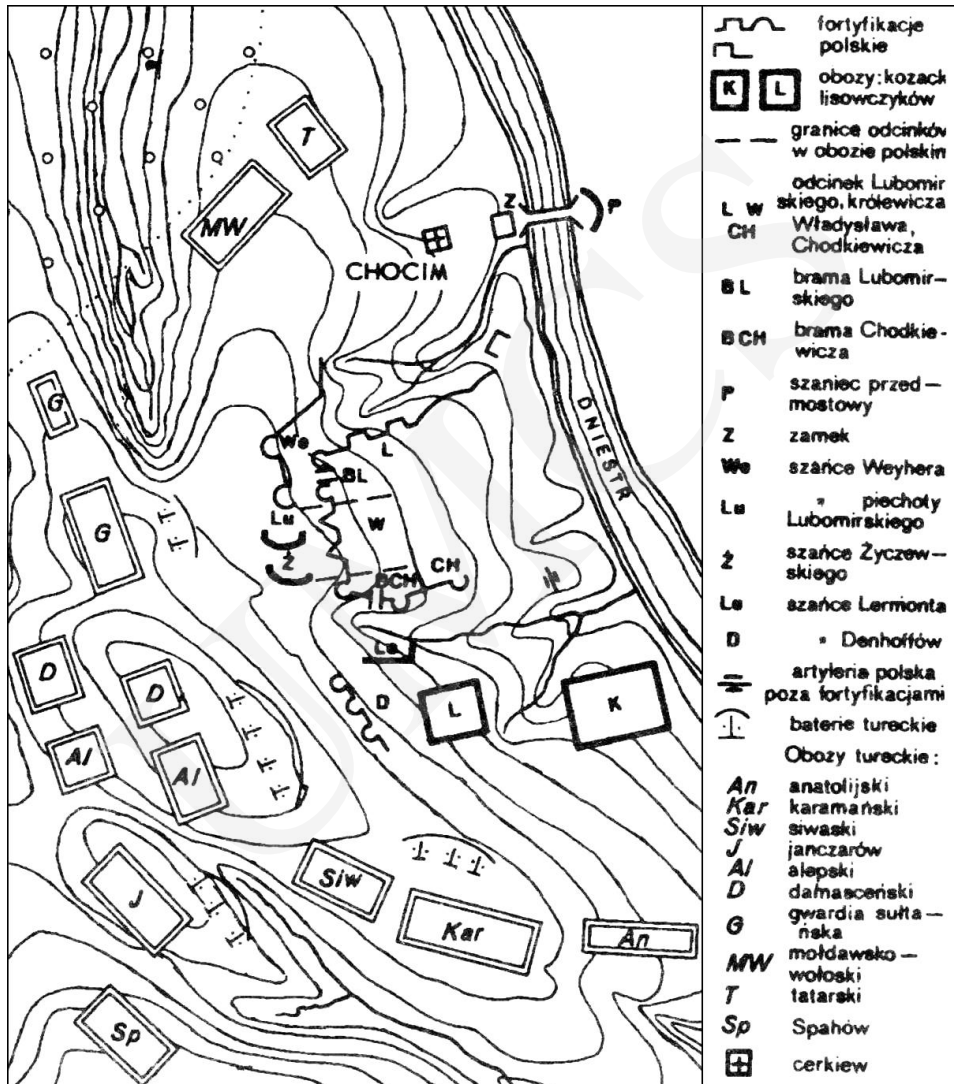 T
MW
Z
P
CHOCIM
DNIESTR
G
We
L
BL
G
Lu
W
Ż
CH
BCH
Le
D
D
D
L
K
Al
Al
Siw
J
Kar
An
Sp
UMCS
fortyfikacje
polskie
K L obozy: kozack
lisowczyków
granice odcinków
w obozie polskim
odcinek Lubomir
L W skiego, królewicza
CH Władysława,
Chodkiewicza
BL brama Lubomir-
skiego
BCH brama Chodkie-
wicza
P szaniec przed-
mostowy
Z zamek
We szańce Weyhera
Lu " piechoty
Lubomirskiego
Ż szańce Życzew-
skiego
Le szańce Lermonta
D " Denhoffów
artyleria polska
poza fortyfikacjami
baterie tureckie
Obozy tureckie:
An anatolijski
Kar karamański
Siw siwaski
J janczarów
Al alepski
D damasceński
G gwardia sułta-
ńska
MW mołdawsko-
wołoski
T tatarski
Sp Spahów
cerkiew